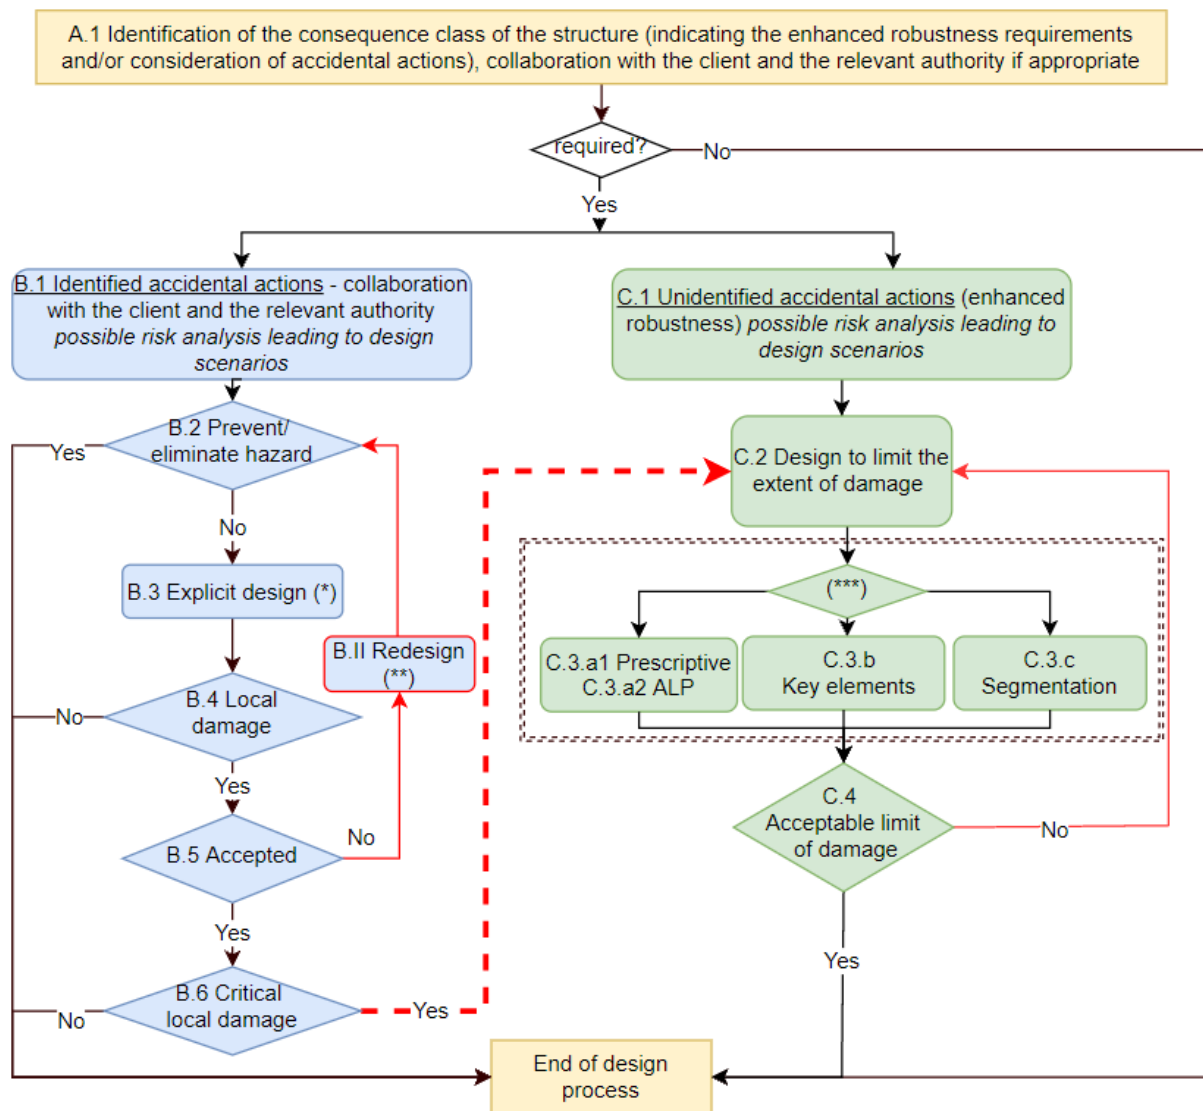 A.1 Identification of the consequence class of the structure (indicating the enhanced robustness requirements
and/or consideration of accidental actions), collaboration with the client and the relevant authority if appropriate
required?
No
Yes
B.1 Identified accidental actions - collaboration
with the client and the relevant authority
possible risk analysis leading to design
scenarios
C.1 Unidentified accidental actions (enhanced
robustness) possible risk analysis leading to
design scenarios
B.2 Prevent/
eliminate hazard
Yes
No
B.3 Explicit design (*)
B.II Redesign
(**)
B.4 Local
damage
No
Yes
B.5 Accepted
No
Yes
B.6 Critical
local damage
No
Yes
C.2 Design to limit the
extent of damage
(***)
C.3.a1 Prescriptive
C.3.a2 ALP
C.3.b
Key elements
C.3.c
Segmentation
C.4
Acceptable limit
of damage
No
Yes
End of design
process